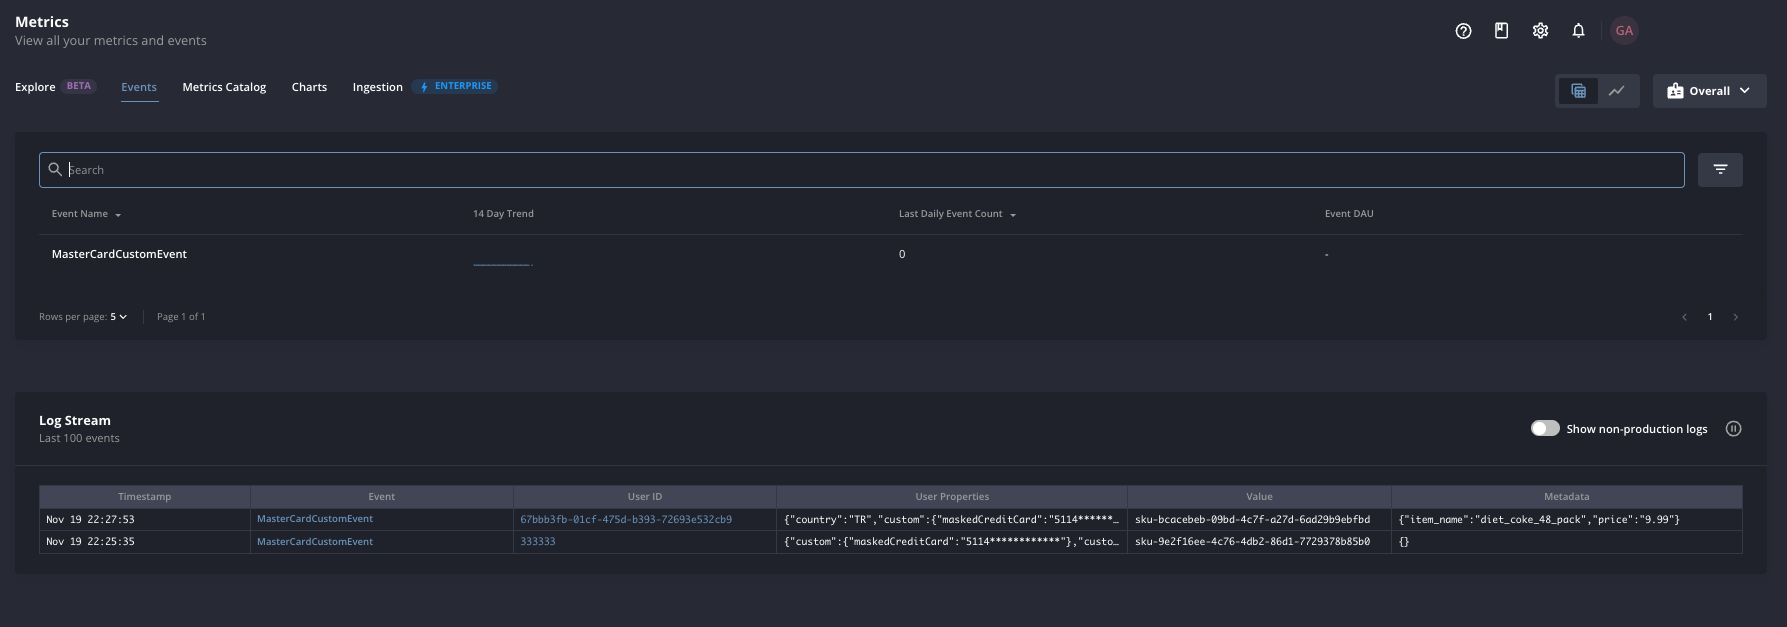 Metrics
View all your metrics and events
GA
Explore BETA Events Metrics Catalog Charts Ingestion ENTERPRISE
Overall
Search
Event Name 14 Day Trend Last Daily Event Count Event DAU
MasterCardCustomEvent 0 -
Rows per page: 5 Page 1 of 1 1
Log Stream
Last 100 events
Show non-production logs
Timestamp Event User ID User Properties Value Metadata
Nov 19 22:27:53 MasterCardCustomEvent 67bbb3fb-01cf-475d-b393-72693e532cb9 {"country":"TR","custom":{"maskedCreditCard":"5114******… sku-bcacebeb-09bd-4c7f-a27d-6ad29b9ebfbd {"item_name":"diet_coke_48_pack","price":"9.99"}
Nov 19 22:25:35 MasterCardCustomEvent 333333 {"custom":{"maskedCreditCard":"5114************"},"custo… sku-9e2f16ee-4c76-4db2-86d1-7729378b85b0 {}